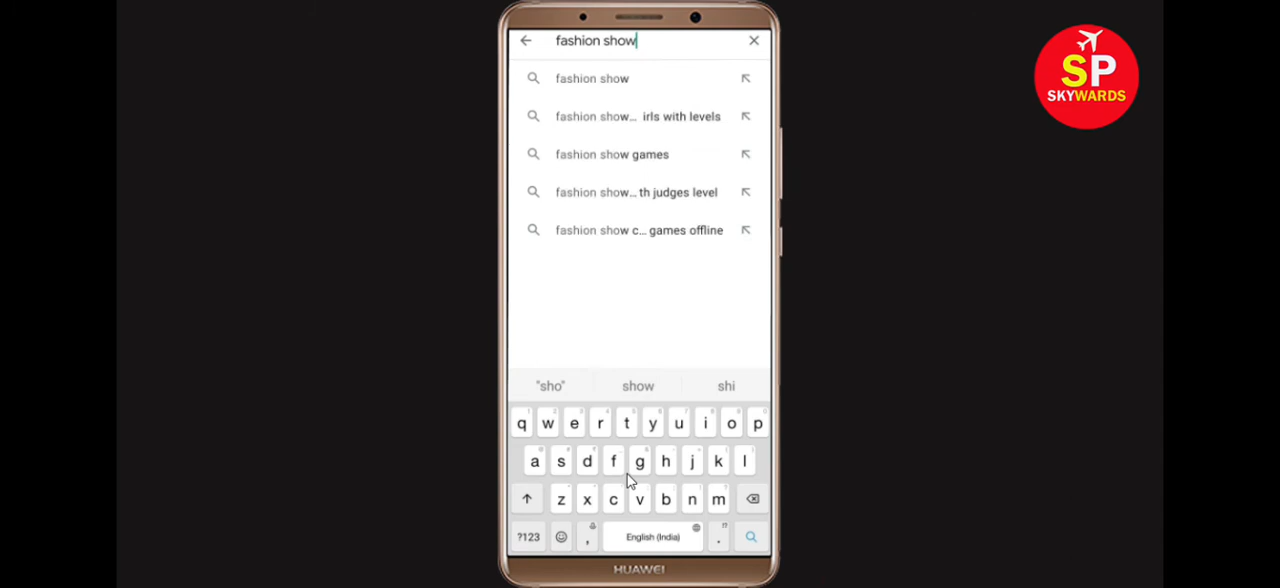 fashion show
SP
SKYWARDS
fashion show
fashion show... irls with levels
fashion show games
fashion show... th judges level
fashion show c... games offline
"sho" show shi
q w e r t y u i o p
a s d f g h j k l
z x c v b n m
?123 , English (India) .
HUAWEI